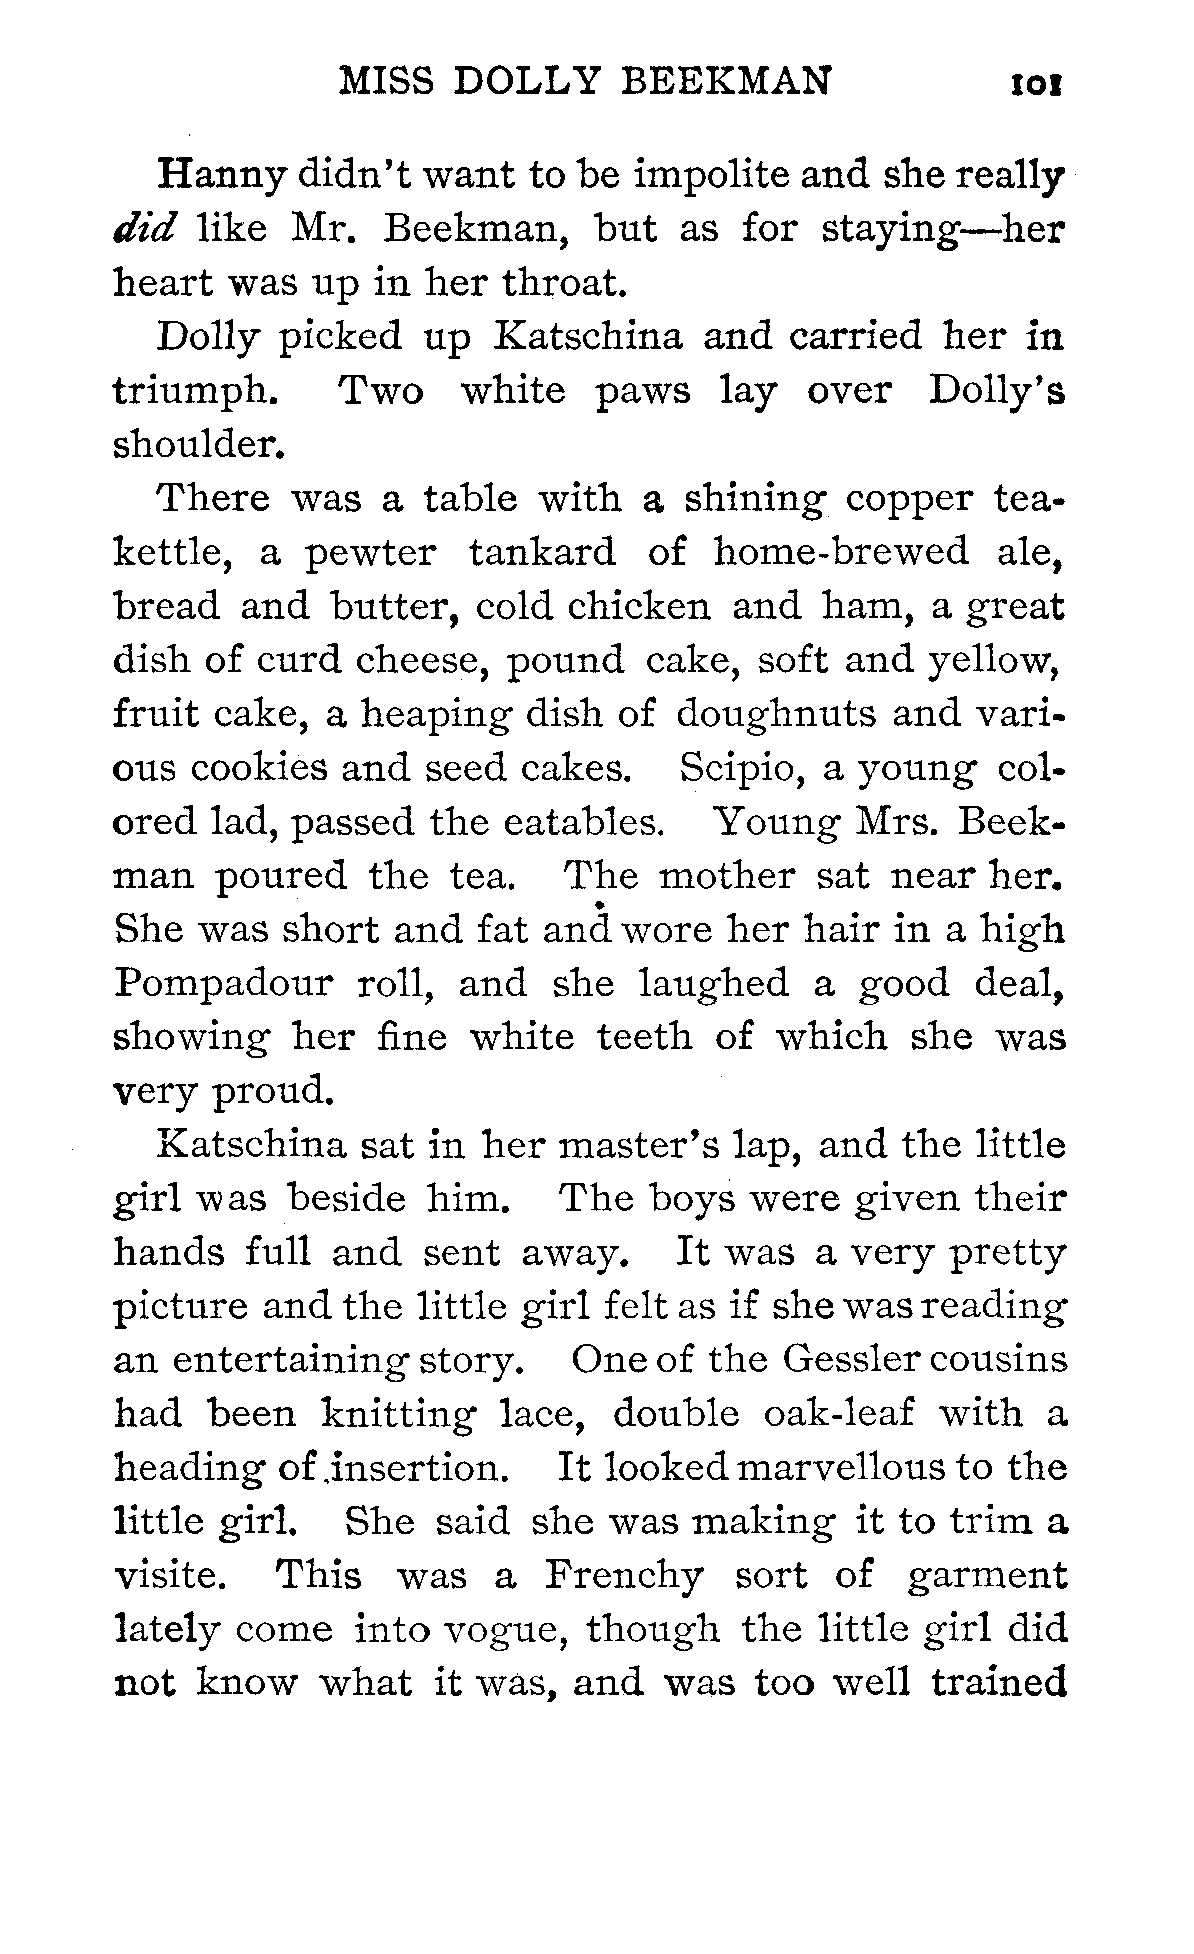 MISS DOLLY BEEKMAN 101
Hanny didn't want to be impolite and she really
did like Mr. Beekman, but as for staying—her
heart was up in her throat.
Dolly picked up Katschina and carried her in
triumph. Two white paws lay over Dolly's
shoulder.
There was a table with a shining copper tea-
kettle, a pewter tankard of home-brewed ale,
bread and butter, cold chicken and ham, a great
dish of curd cheese, pound cake, soft and yellow,
fruit cake, a heaping dish of doughnuts and vari-
ous cookies and seed cakes. Scipio, a young col-
ored lad, passed the eatables. Young Mrs. Beek-
man poured the tea. The mother sat near her.
She was short and fat and wore her hair in a high
Pompadour roll, and she laughed a good deal,
showing her fine white teeth of which she was
very proud.
Katschina sat in her master's lap, and the little
girl was beside him. The boys were given their
hands full and sent away. It was a very pretty
picture and the little girl felt as if she was reading
an entertaining story. One of the Gessler cousins
had been knitting lace, double oak-leaf with a
heading of insertion. It looked marvellous to the
little girl. She said she was making it to trim a
visite. This was a Frenchy sort of garment
lately come into vogue, though the little girl did
not know what it was, and was too well trained